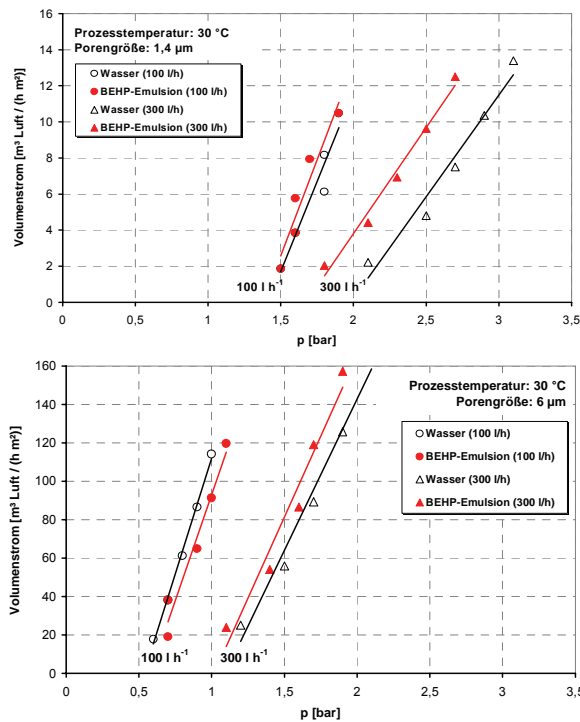 Volumenstrom [m³ Luft / (h m²)]
16
14
12
10
8
6
4
2
0
Prozesstemperatur: 30 °C
Porengröße: 1,4 µm
Wasser (100 l/h)
BEHP-Emulsion (100 l/h)
Wasser (300 l/h)
BEHP-Emulsion (300 l/h)
100 l h⁻¹
300 l h⁻¹
0 0,5 1 1,5 2 2,5 3 3,5
p [bar]
Volumenstrom [m³ Luft / (h m²)]
160
140
120
100
80
60
40
20
0
Prozesstemperatur: 30 °C
Porengröße: 6 µm
Wasser (100 l/h)
BEHP-Emulsion (100 l/h)
Wasser (300 l/h)
BEHP-Emulsion (300 l/h)
100 l h⁻¹
300 l h⁻¹
0 0,5 1 1,5 2 2,5 3 3,5
p [bar]